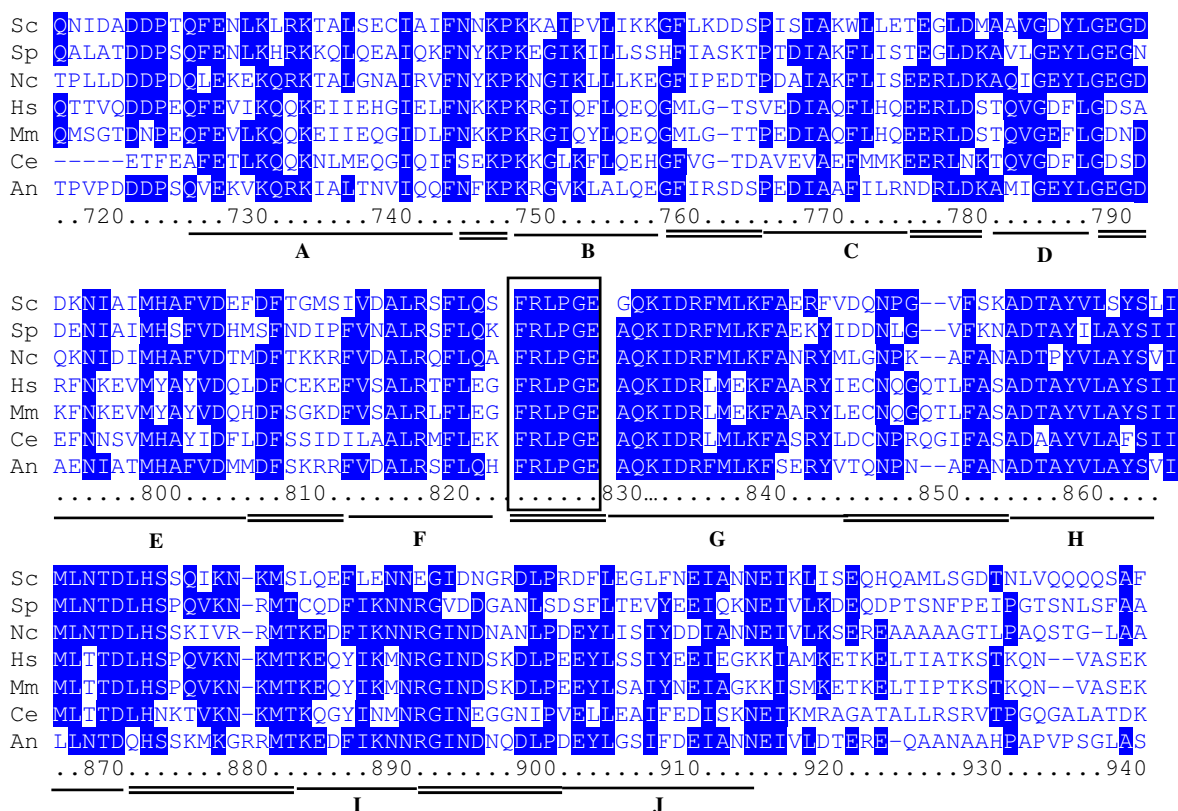 Sc QNIDADDPTQFENLKLRKTALSECIAIFNNKPKKAIPVLIKKGFLKDDSPISIAKWLLETEGLDMAAVGDYLGEGD
Sp QALATDDPSQFENLKHRKKQLQEAIQKFNYKPKEGIKILLSSHFIASKTPTDIAKFLISTEGLDKAVLGEYLGEGN
Nc TPLLDDDPDQLEKEKQRKTALGNAIRVFNYKPKNGIKLLLKEGFIPEDTPDAIAKFLISEERLDKAQIGEYLGEGD
Hs QTTVQDDPEQFEVIKQQKEIIEHGIELFNKKPKRGIQFLQEQGMLG-TSVEDIAQFLHQEERLDSTQVGDFLGDSA
Mm QMSGTDNPEQFEVLKQQKEIIEQGIDLFNKKPKRGIQYLQEQGMLG-TTPEDIAQFLHQEERLDSTQVGEFLGDND
Ce -----ETFEAFETLKQQKNLMEQGIQIFSEKPKKGLKFLQEHGFVG-TDAVEVAEFMMKEERLNKTQVGDFLGDSD
An TPVPDDDPSQVEKVKQRKIALTNVIQQFNFKPKRGVKLALQEGFIRSDSPEDIAAFILRNDRLDKAMIGEYLGEGD
..720.......730.......740.......750.......760.......770.......780.......790..
A B C D
Sc DKNIAIMHAFVDEFDFTGMSIVDALRSFLQS FRLPGE GQKIDRFMLKFAERFVDQNPG--VFSKADTAYVLSYSLI
Sp DENIAIMHSFVDHMSFNDIPFVNALRSFLQK FRLPGE AQKIDRFMLKFAEKYIDDNLG--VFKNADTAYILAYSII
Nc QKNIDIMHAFVDTMDFTKKRFVDALRQFLQA FRLPGE AQKIDRFMLKFANRYMLGNPK--AFANADTPYVLAYSVI
Hs RFNKEVMYAYVDQLDFCEKEFVSALRTFLEG FRLPGE AQKIDRLMEKFAARYIECNQGQTLFASADTAYVLAYSII
Mm KFNKEVMYAYVDQHDFSGKDFVSALRLFLEG FRLPGE AQKIDRLMEKFAARYLECNQGQTLFASADTAYVLAYSII
Ce EFNNSVMHAYIDFLDFSSIDILAALRMFLEK FRLPGE AQKIDRLMLKFASRYLDCNPRQGIFASADAAYVLAFSII
An AENIATMHAFVDMMDFSKRRFVDALRSFLQH FRLPGE AQKIDRFMLKFSERYVTQNPN--AFANADTAYVLAYSVI
.......800.......810.......820.. ....... 830…....840.......850.......860.....
E F G H
Sc MLNTDLHSSQIKN-KMSLQEFLENNEGIDNGRDLPRDFLEGLFNEIANNEIKLISEQHQAMLSGDTNLVQQQQSAF
Sp MLNTDLHSPQVKN-RMTCQDFIKNNRGVDDGANLSDSFLTEVYEEIQKNEIVLKDEQDPTSNFPEIPGTSNLSFAA
Nc MLNTDLHSSKIVR-RMTKEDFIKNNRGINDNANLPDEYLISIYDDIANNEIVLKSEREAAAAAGTLPAQSTG-LAA
Hs MLTTDLHSPQVKN-KMTKEQYIKMNRGINDSKDLPEEYLSSIYEEIEGKKIAMKETKELTIATKSTKQN--VASEK
Mm MLTTDLHSPQVKN-KMTKEQYIKMNRGINDSKDLPEEYLSAIYNEIAGKKISMKETKELTIPTKSTKQN--VASEK
Ce MLTTDLHNKTVKN-KMTKQGYINMNRGINEGGNIPVELLEAIFEDISKNEIKMRAGATALLRSRVTPGQGALATDK
An LLNTDQHSSKMKGRRMTKEDFIKNNRGINDNQDLPDEYLGSIFDEIANNEIVLDTERE-QAANAAHPAPVPSGLAS
..870.......880.......890.......900.......910.......920.......930.......940
I J